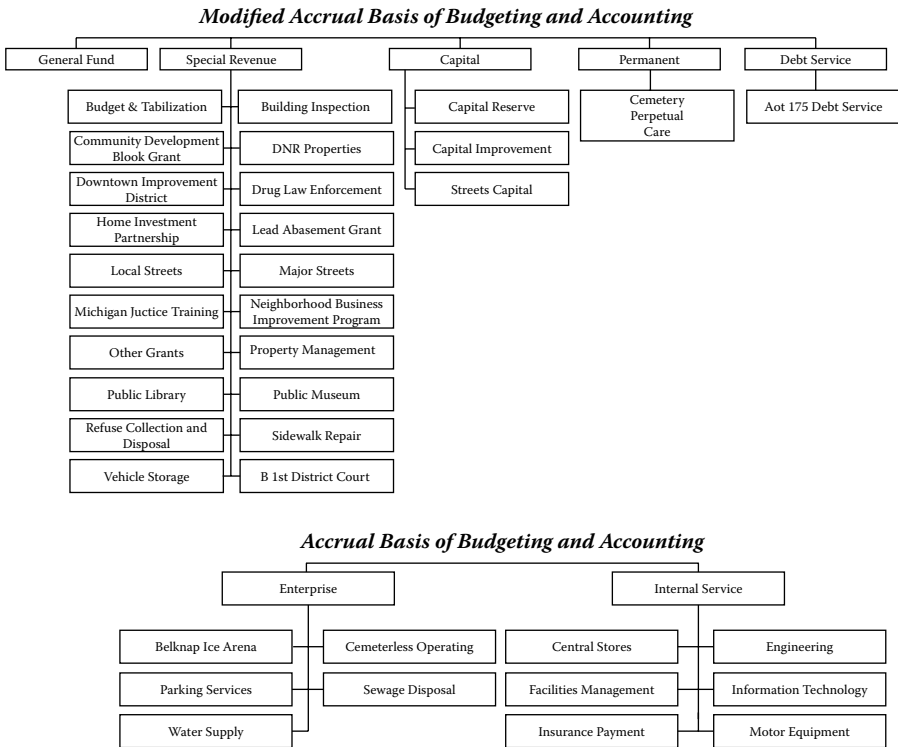 Modified Accrual Basis of Budgeting and Accounting
General Fund
Special Revenue
Capital
Permanent
Debt Service
Budget & Tabilization
Building Inspection
Capital Reserve
Cemetery
Perpetual
Care
Aot 175 Debt Service
Community Development
Blook Grant
DNR Properties
Capital Improvement
Downtown Improvement
District
Drug Law Enforcement
Streets Capital
Home Investment
Partnership
Lead Abasement Grant
Local Streets
Major Streets
Michigan Juctice Training
Neighborhood Business
Improvement Program
Other Grants
Property Management
Public Library
Public Museum
Refuse Collection and
Disposal
Sidewalk Repair
Vehicle Storage
B 1st District Court
Accrual Basis of Budgeting and Accounting
Enterprise
Internal Service
Belknap Ice Arena
Cemeterless Operating
Central Stores
Engineering
Parking Services
Sewage Disposal
Facilities Management
Information Technology
Water Supply
Insurance Payment
Motor Equipment